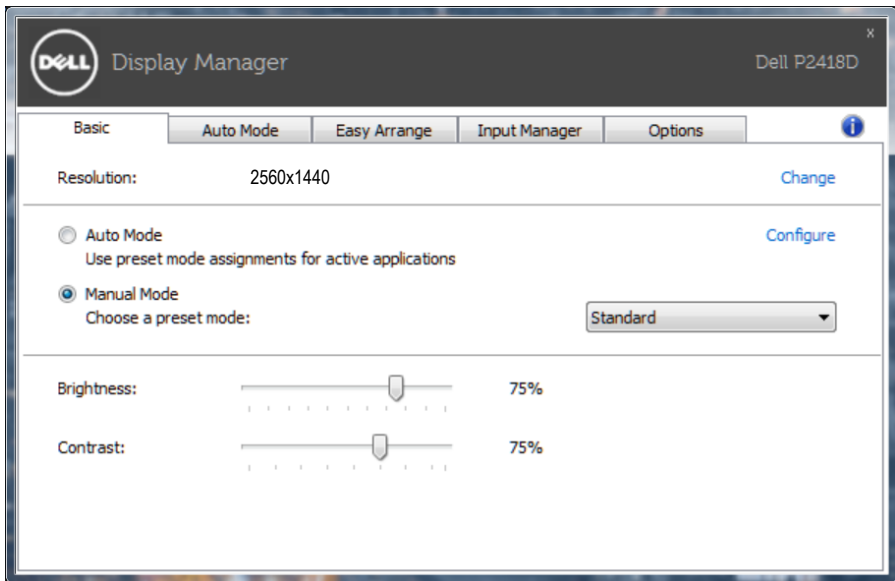 x
DELL Display Manager Dell P2418D
Basic Auto Mode Easy Arrange Input Manager Options i
Resolution: 2560x1440 Change
Auto Mode Configure
Use preset mode assignments for active applications
Manual Mode
Choose a preset mode: Standard
Brightness: 75%
Contrast: 75%